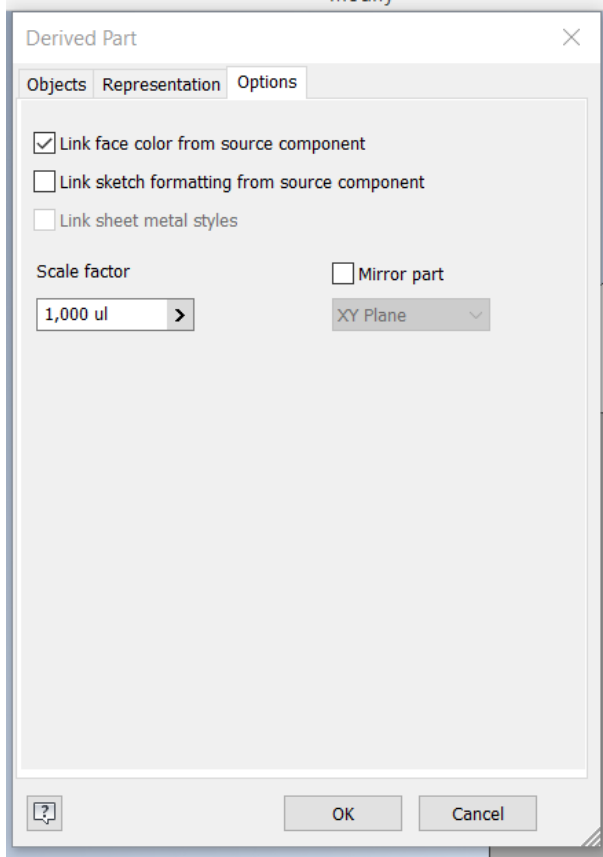 Derived Part
Objects Representation Options
Link face color from source component
Link sketch formatting from source component
Link sheet metal styles
Scale factor
Mirror part
1,000 ul
XY Plane
OK
Cancel